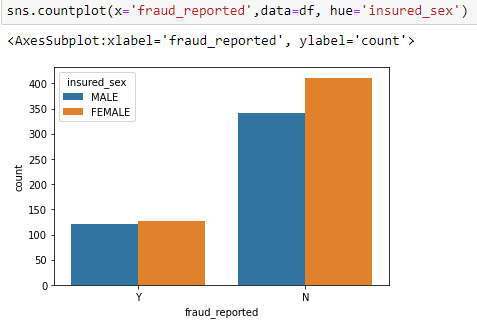 sns.countplot(x='fraud_reported',data=df, hue='insured_sex')
<AxesSubplot:xlabel='fraud_reported', ylabel='count'>
insured_sex
MALE
FEMALE
400
350
300
250
200
150
100
50
0
count
Y N
fraud_reported